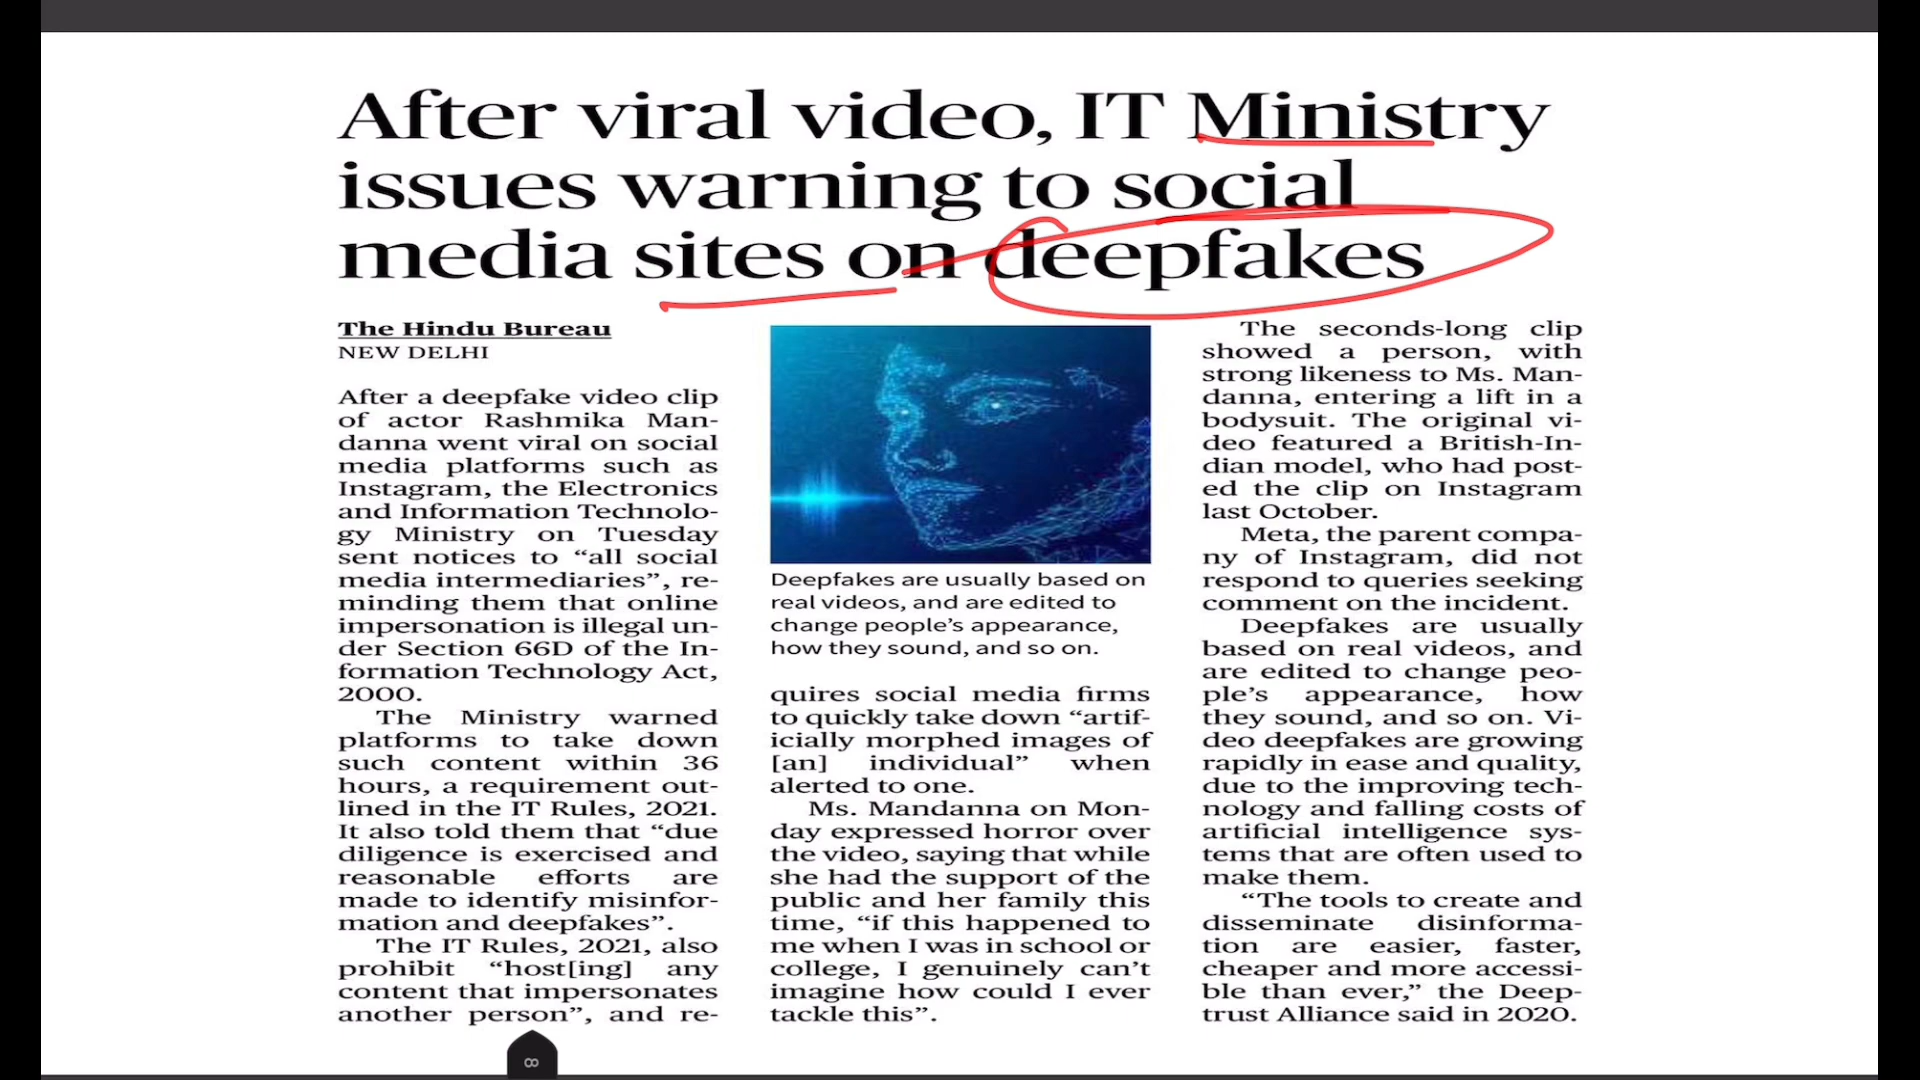 After viral video, IT Ministry
issues warning to social
media sites on deepfakes
The Hindu Bureau
NEW DELHI
After a deepfake video clip
of actor Rashmika Man-
danna went viral on social
media platforms such as
Instagram, the Electronics
and Information Technolo-
gy Ministry on Tuesday
sent notices to “all social
media intermediaries”, re-
minding them that online
impersonation is illegal un-
der Section 66D of the In-
formation Technology Act,
2000.
The Ministry warned
platforms to take down
such content within 36
hours, a requirement out-
lined in the IT Rules, 2021.
It also told them that “due
diligence is exercised and
reasonable efforts are
made to identify misinfor-
mation and deepfakes”.
The IT Rules, 2021, also
prohibit “host[ing] any
content that impersonates
another person”, and re-
Deepfakes are usually based on
real videos, and are edited to
change people’s appearance,
how they sound, and so on.
quires social media firms
to quickly take down “artif-
icially morphed images of
[an] individual” when
alerted to one.
Ms. Mandanna on Mon-
day expressed horror over
the video, saying that while
she had the support of the
public and her family this
time, “if this happened to
me when I was in school or
college, I genuinely can’t
imagine how could I ever
tackle this”.
The seconds-long clip
showed a person, with
strong likeness to Ms. Man-
danna, entering a lift in a
bodysuit. The original vi-
deo featured a British-In-
dian model, who had post-
ed the clip on Instagram
last October.
Meta, the parent compa-
ny of Instagram, did not
respond to queries seeking
comment on the incident.
Deepfakes are usually
based on real videos, and
are edited to change peo-
ple’s appearance, how
they sound, and so on. Vi-
deo deepfakes are growing
rapidly in ease and quality,
due to the improving tech-
nology and falling costs of
artificial intelligence sys-
tems that are often used to
make them.
“The tools to create and
disseminate disinforma-
tion are easier, faster,
cheaper and more accessi-
ble than ever,” the Deep-
trust Alliance said in 2020.